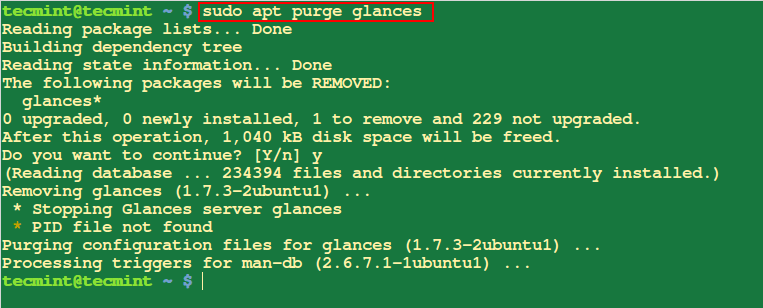 tecmint@tecmint ~ $ sudo apt purge glances
Reading package lists... Done
Building dependency tree
Reading state information... Done
The following packages will be REMOVED:
  glances*
0 upgraded, 0 newly installed, 1 to remove and 229 not upgraded.
After this operation, 1,040 kB disk space will be freed.
Do you want to continue? [Y/n] y
(Reading database ... 234394 files and directories currently installed.)
Removing glances (1.7.3-2ubuntu1) ...
 * Stopping Glances server glances
 * PID file not found
Purging configuration files for glances (1.7.3-2ubuntu1) ...
Processing triggers for man-db (2.6.7.1-1ubuntu1) ...
tecmint@tecmint ~ $